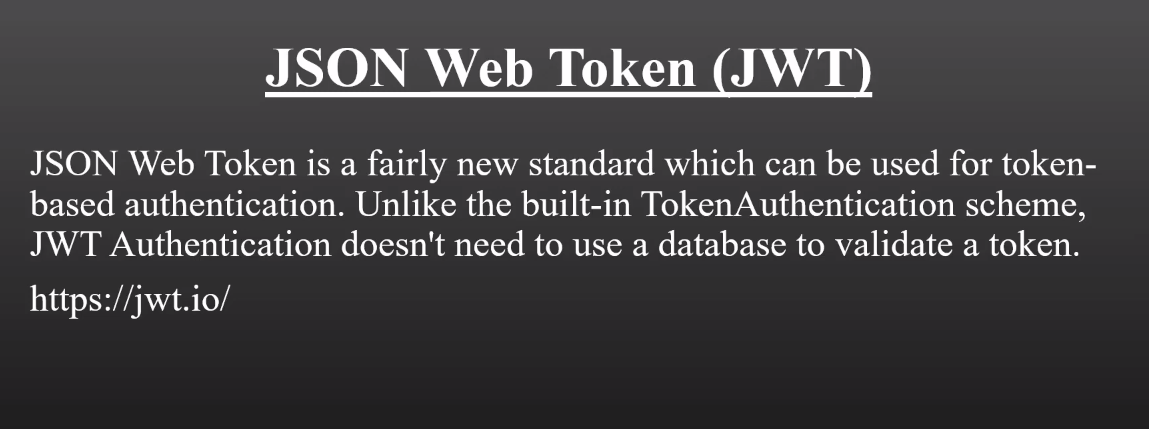 JSON Web Token (JWT)
JSON Web Token is a fairly new standard which can be used for token-
based authentication. Unlike the built-in TokenAuthentication scheme,
JWT Authentication doesn't need to use a database to validate a token.
https://jwt.io/